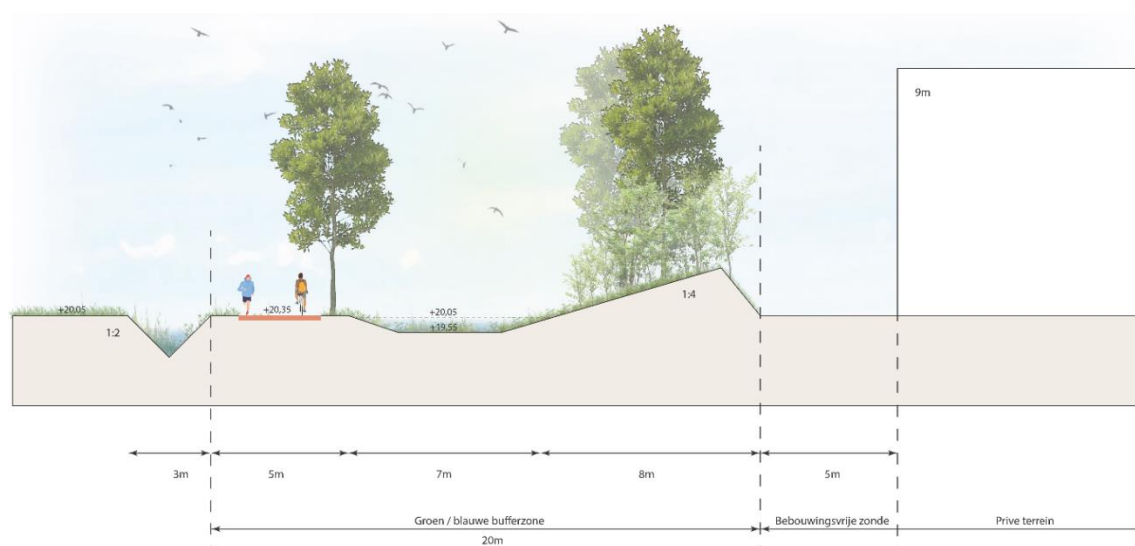 9m
+20,05
+20,35
+20,05
+19,55
1:2
1:4
3m
5m
7m
8m
5m
Groen / blauwe bufferzone
Bebouwingsvrije zonde
Prive terrein
20m